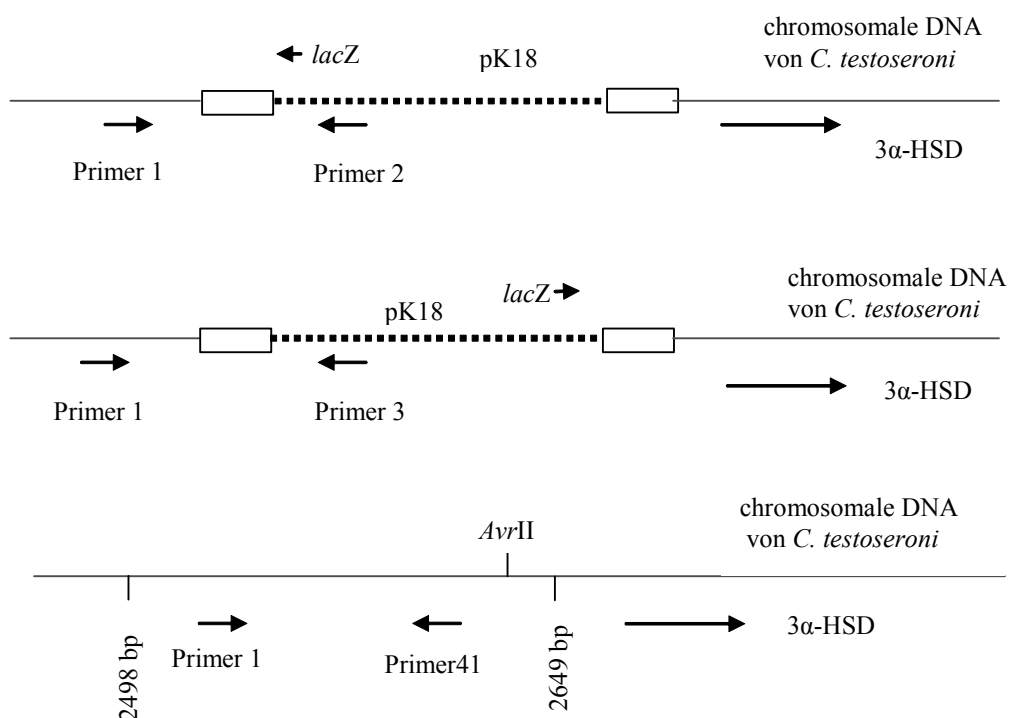 chromosomale DNA
von C. testoseroni
lacZ
pK18
Primer 1
Primer 2
3α-HSD
chromosomale DNA
von C. testoseroni
lacZ
pK18
Primer 1
Primer 3
3α-HSD
chromosomale DNA
von C. testoseroni
AvrII
2498 bp
Primer 1
Primer41
2649 bp
3α-HSD